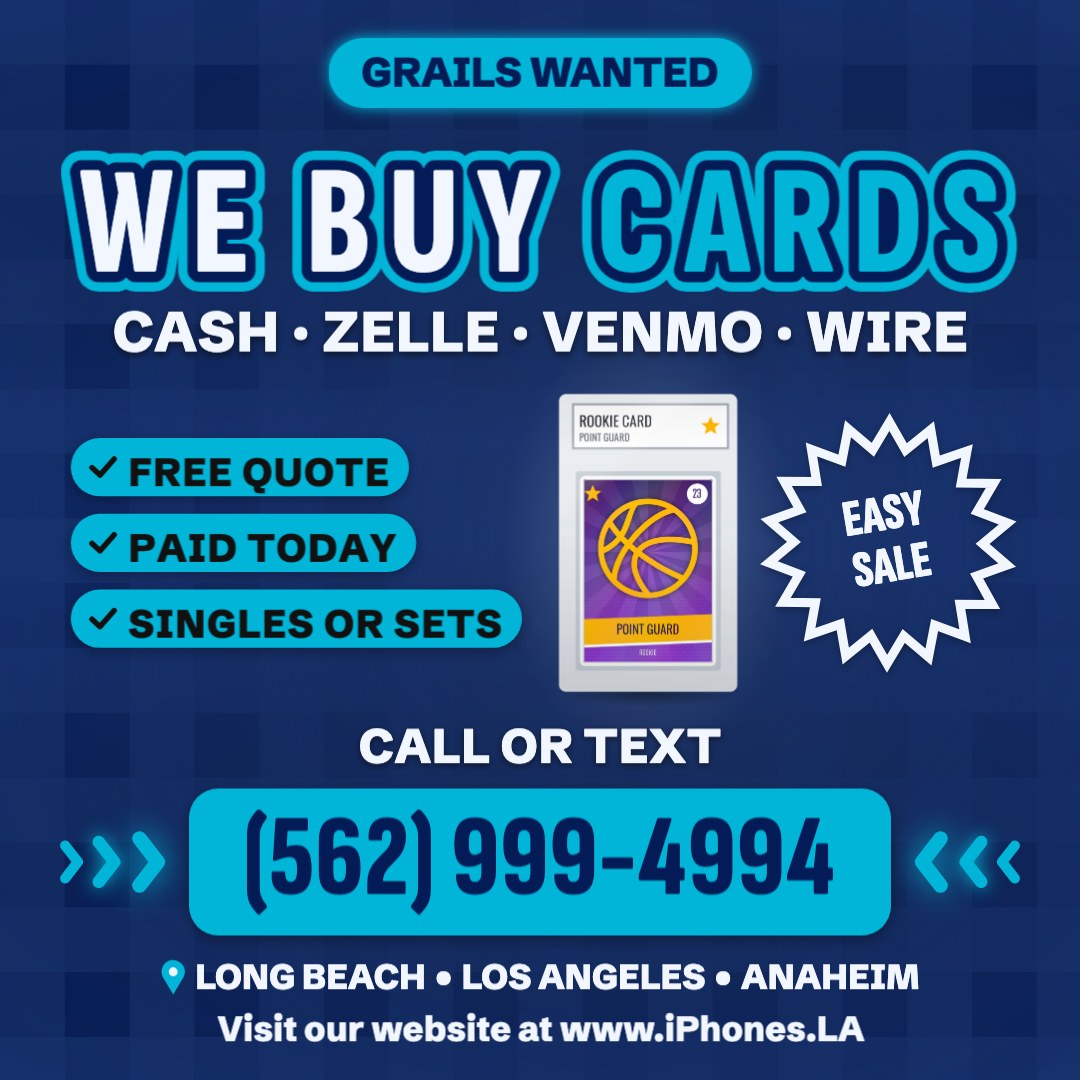 GRAILS WANTED
WE BUY CARDS
CASH • ZELLE • VENMO • WIRE
FREE QUOTE
PAID TODAY
SINGLES OR SETS
ROOKIE CARD
POINT GUARD
23
POINT GUARD
ROOKIE
EASY
SALE
CALL OR TEXT
(562) 999-4994
LONG BEACH • LOS ANGELES • ANAHEIM
Visit our website at www.iPhones.LA